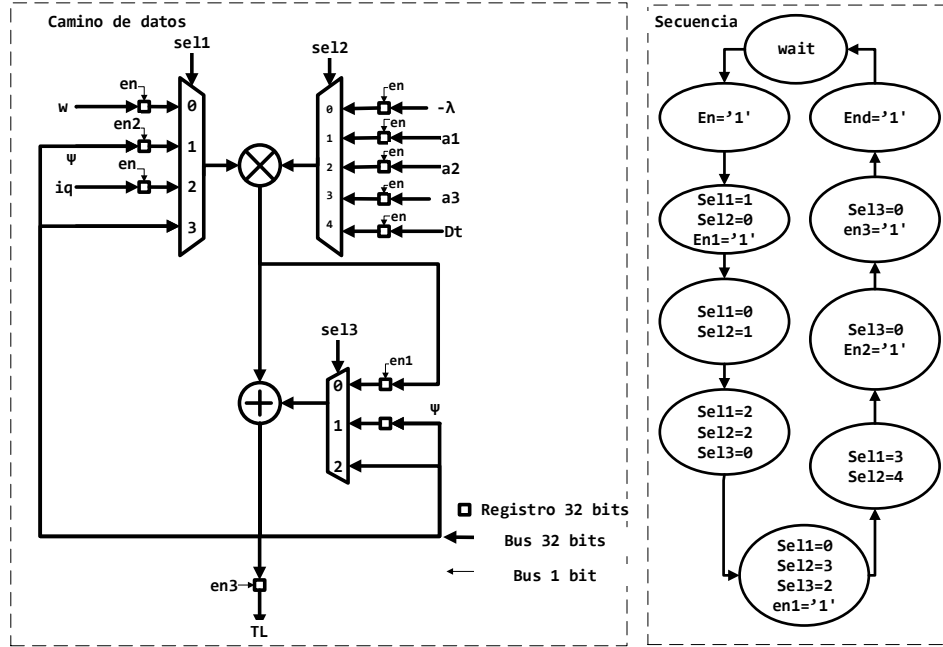 Camino de datos
sel1
sel2
en
w
en2
ψ
en
iq
0
1
2
3
0
1
2
3
4
en
-λ
en
a1
en
a2
en
a3
en
Dt
sel3
en1
0
1
2
ψ
Registro 32 bits
Bus 32 bits
Bus 1 bit
en3
TL
Secuencia
wait
En=’1'
Sel1=1
Sel2=0
En1=’1'
Sel1=0
Sel2=1
Sel1=2
Sel2=2
Sel3=0
Sel1=0
Sel2=3
Sel3=2
en1=’1'
Sel1=3
Sel2=4
Sel3=0
En2=’1'
Sel3=0
en3=’1'
End=’1'